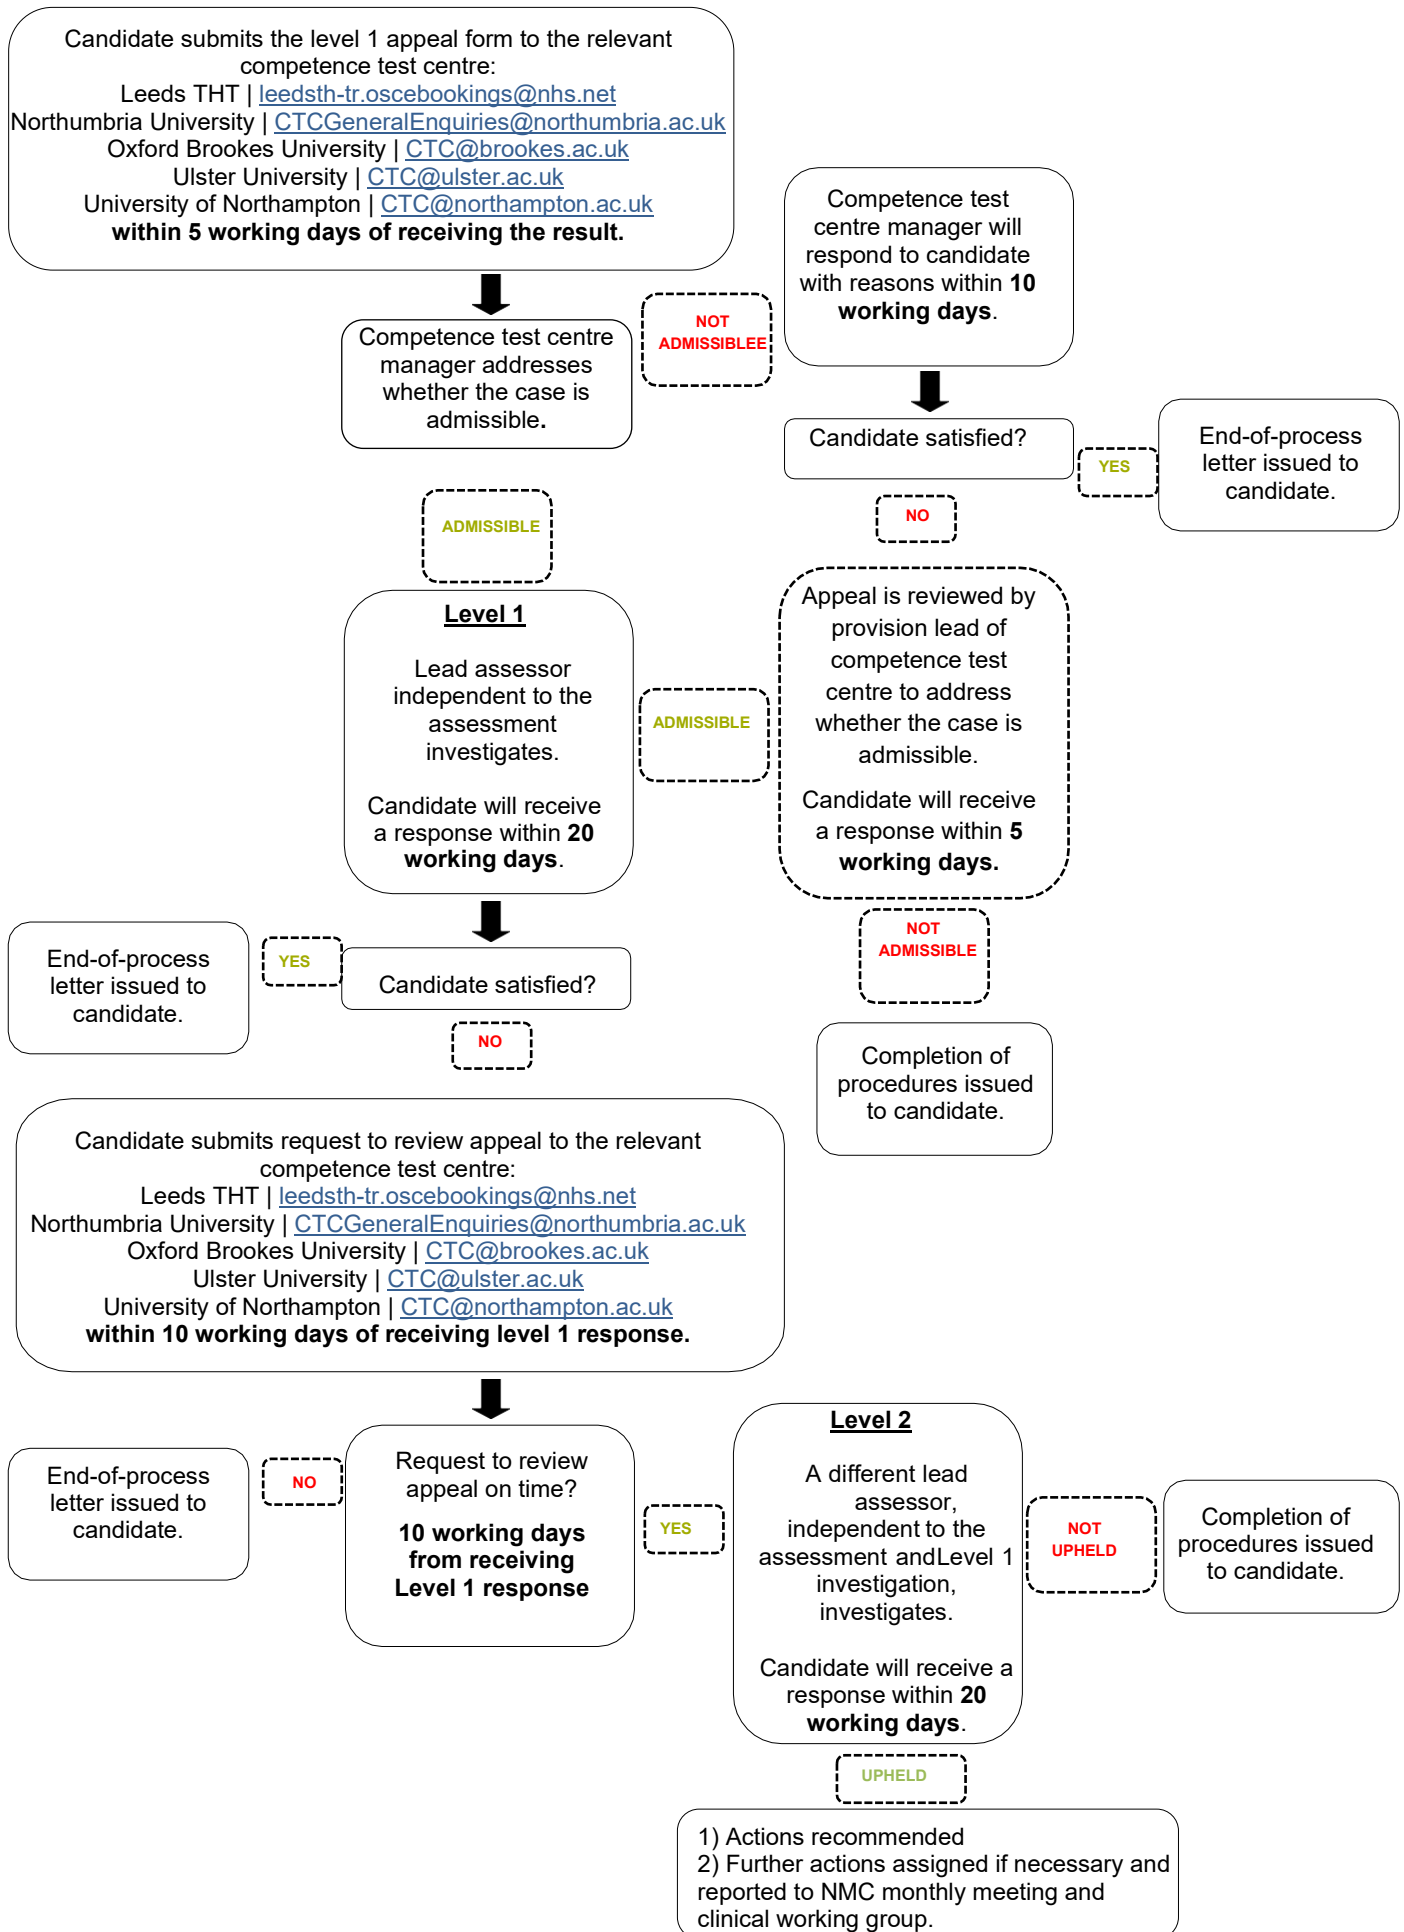 Candidate submits the level 1 appeal form to the relevant
competence test centre:
Leeds THT | leedsth-tr.oscebookings@nhs.net
Northumbria University | CTCGeneralEnquiries@northumbria.ac.uk
Oxford Brookes University | CTC@brookes.ac.uk
Ulster University | CTC@ulster.ac.uk
University of Northampton | CTC@northampton.ac.uk
within 5 working days of receiving the result.
Competence test centre
manager addresses
whether the case is
admissible.
NOT
ADMISSIBLEE
Competence test
centre manager will
respond to candidate
with reasons within 10
working days.
Candidate satisfied?
YES
End-of-process
letter issued to
candidate.
NO
ADMISSIBLE
Level 1
Lead assessor
independent to the
assessment
investigates.
Candidate will receive
a response within 20
working days.
ADMISSIBLE
Appeal is reviewed by
provision lead of
competence test
centre to address
whether the case is
admissible.
Candidate will receive
a response within 5
working days.
NOT
ADMISSIBLE
Completion of
procedures issued
to candidate.
End-of-process
letter issued to
candidate.
YES
Candidate satisfied?
NO
Candidate submits request to review appeal to the relevant
competence test centre:
Leeds THT | leedsth-tr.oscebookings@nhs.net
Northumbria University | CTCGeneralEnquiries@northumbria.ac.uk
Oxford Brookes University | CTC@brookes.ac.uk
Ulster University | CTC@ulster.ac.uk
University of Northampton | CTC@northampton.ac.uk
within 10 working days of receiving level 1 response.
End-of-process
letter issued to
candidate.
NO
Request to review
appeal on time?
10 working days
from receiving
Level 1 response
YES
Level 2
A different lead
assessor,
independent to the
assessment andLevel 1
investigation,
investigates.
Candidate will receive a
response within 20
working days.
NOT
UPHELD
Completion of
procedures issued
to candidate.
UPHELD
1) Actions recommended
2) Further actions assigned if necessary and
reported to NMC monthly meeting and
clinical working group.